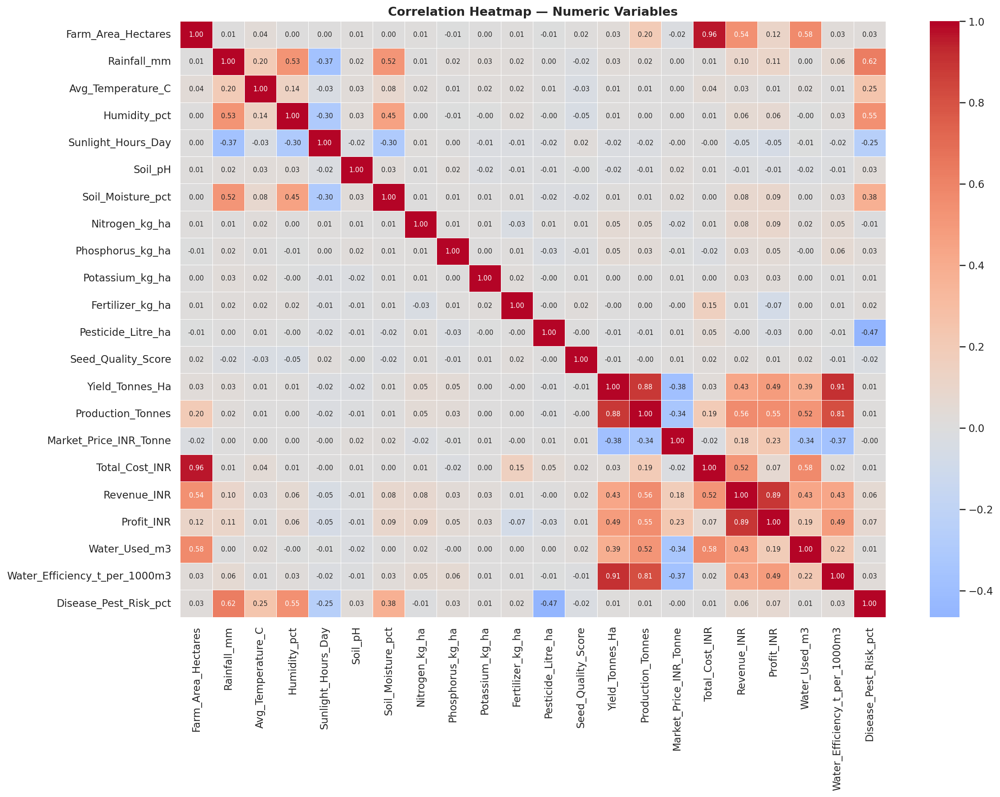 Correlation Heatmap — Numeric Variables
Farm_Area_Hectares 1.00 0.01 0.04 0.00 0.00 0.01 0.00 0.01 -0.01 0.00 0.01 -0.01 0.02 0.03 0.20 -0.02 0.96 0.54 0.12 0.58 0.03 0.03
Rainfall_mm 0.01 1.00 0.20 0.53 -0.37 0.02 0.52 0.01 0.02 0.03 0.02 0.00 -0.02 0.03 0.02 0.00 0.01 0.10 0.11 0.00 0.06 0.62
Avg_Temperature_C 0.04 0.20 1.00 0.14 -0.03 0.03 0.08 0.02 0.01 0.02 0.02 0.01 -0.03 0.01 0.01 0.00 0.04 0.03 0.01 0.02 0.01 0.25
Humidity_pct 0.00 0.53 0.14 1.00 -0.30 0.03 0.45 0.00 -0.01 -0.00 0.02 -0.00 -0.05 0.01 0.00 0.00 0.01 0.06 0.06 -0.00 0.03 0.55
Sunlight_Hours_Day 0.00 -0.37 -0.03 -0.30 1.00 -0.02 -0.30 0.01 0.00 -0.01 -0.01 -0.02 0.02 -0.02 -0.02 -0.00 -0.00 -0.05 -0.05 -0.01 -0.02 -0.25
Soil_pH 0.01 0.02 0.03 0.03 -0.02 1.00 0.03 0.01 0.02 -0.02 -0.01 -0.01 -0.00 -0.02 -0.01 0.02 0.01 -0.01 -0.01 -0.02 -0.01 0.03
Soil_Moisture_pct 0.00 0.52 0.08 0.45 -0.30 0.03 1.00 0.01 0.01 0.01 0.01 -0.02 -0.02 0.01 0.01 0.02 0.00 0.08 0.09 0.00 0.03 0.38
Nitrogen_kg_ha 0.01 0.01 0.02 0.00 0.01 0.01 0.01 1.00 0.01 0.01 -0.03 0.01 0.01 0.05 0.05 -0.02 0.01 0.08 0.09 0.02 0.05 -0.01
Phosphorus_kg_ha -0.01 0.02 0.01 -0.01 0.00 0.02 0.01 0.01 1.00 0.00 0.01 -0.03 -0.01 0.05 0.03 -0.01 -0.02 0.03 0.05 -0.00 0.06 0.03
Potassium_kg_ha 0.00 0.03 0.02 -0.00 -0.01 -0.02 0.01 0.01 0.00 1.00 0.02 -0.00 0.01 0.00 0.00 0.01 0.00 0.03 0.03 0.00 0.01 0.01
Fertilizer_kg_ha 0.01 0.02 0.02 0.02 -0.01 -0.01 0.01 -0.03 0.01 0.02 1.00 -0.00 0.02 -0.00 0.00 -0.00 0.15 0.01 -0.07 0.00 0.01 0.02
Pesticide_Litre_ha -0.01 0.00 0.01 -0.00 -0.02 -0.01 -0.02 0.01 -0.03 -0.00 -0.00 1.00 -0.00 -0.01 -0.01 0.01 0.05 -0.00 -0.03 0.00 -0.01 -0.47
Seed_Quality_Score 0.02 -0.02 -0.03 -0.05 0.02 -0.00 -0.02 0.01 -0.01 0.01 0.02 -0.00 1.00 -0.01 -0.00 0.01 0.02 0.02 0.01 0.02 -0.01 -0.02
Yield_Tonnes_Ha 0.03 0.03 0.01 0.01 -0.02 -0.02 0.01 0.05 0.05 0.00 -0.00 -0.01 -0.01 1.00 0.88 -0.38 0.03 0.43 0.49 0.39 0.91 0.01
Production_Tonnes 0.20 0.02 0.01 0.00 -0.02 -0.01 0.01 0.05 0.03 0.00 0.00 -0.01 -0.00 0.88 1.00 -0.34 0.19 0.56 0.55 0.52 0.81 0.01
Market_Price_INR_Tonne -0.02 0.00 0.00 0.00 -0.00 0.02 0.02 -0.02 -0.01 0.01 -0.00 0.01 0.01 -0.38 -0.34 1.00 -0.02 0.18 0.23 -0.34 -0.37 -0.00
Total_Cost_INR 0.96 0.01 0.04 0.01 -0.00 0.01 0.00 0.01 -0.02 0.00 0.15 0.05 0.02 0.03 0.19 -0.02 1.00 0.52 0.07 0.58 0.02 0.01
Revenue_INR 0.54 0.10 0.03 0.06 -0.05 -0.01 0.08 0.08 0.03 0.03 0.01 -0.00 0.02 0.43 0.56 0.18 0.52 1.00 0.89 0.43 0.43 0.06
Profit_INR 0.12 0.11 0.01 0.06 -0.05 -0.01 0.09 0.09 0.05 0.03 -0.07 -0.03 0.01 0.49 0.55 0.23 0.07 0.89 1.00 0.19 0.49 0.07
Water_Used_m3 0.58 0.00 0.02 -0.00 -0.01 -0.02 0.00 0.02 -0.00 0.00 0.00 0.00 0.02 0.39 0.52 -0.34 0.58 0.43 0.19 1.00 0.22 0.01
Water_Efficiency_t_per_1000m3 0.03 0.06 0.01 0.03 -0.02 -0.01 0.03 0.05 0.06 0.01 0.01 -0.01 -0.01 0.91 0.81 -0.37 0.02 0.43 0.49 0.22 1.00 0.03
Disease_Pest_Risk_pct 0.03 0.62 0.25 0.55 -0.25 0.03 0.38 -0.01 0.03 0.01 0.02 -0.47 -0.02 0.01 0.01 -0.00 0.01 0.06 0.07 0.01 0.03 1.00
Farm_Area_Hectares
Rainfall_mm
Avg_Temperature_C
Humidity_pct
Sunlight_Hours_Day
Soil_pH
Soil_Moisture_pct
Nitrogen_kg_ha
Phosphorus_kg_ha
Potassium_kg_ha
Fertilizer_kg_ha
Pesticide_Litre_ha
Seed_Quality_Score
Yield_Tonnes_Ha
Production_Tonnes
Market_Price_INR_Tonne
Total_Cost_INR
Revenue_INR
Profit_INR
Water_Used_m3
Water_Efficiency_t_per_1000m3
Disease_Pest_Risk_pct
1.0
0.8
0.6
0.4
0.2
0.0
−0.2
−0.4